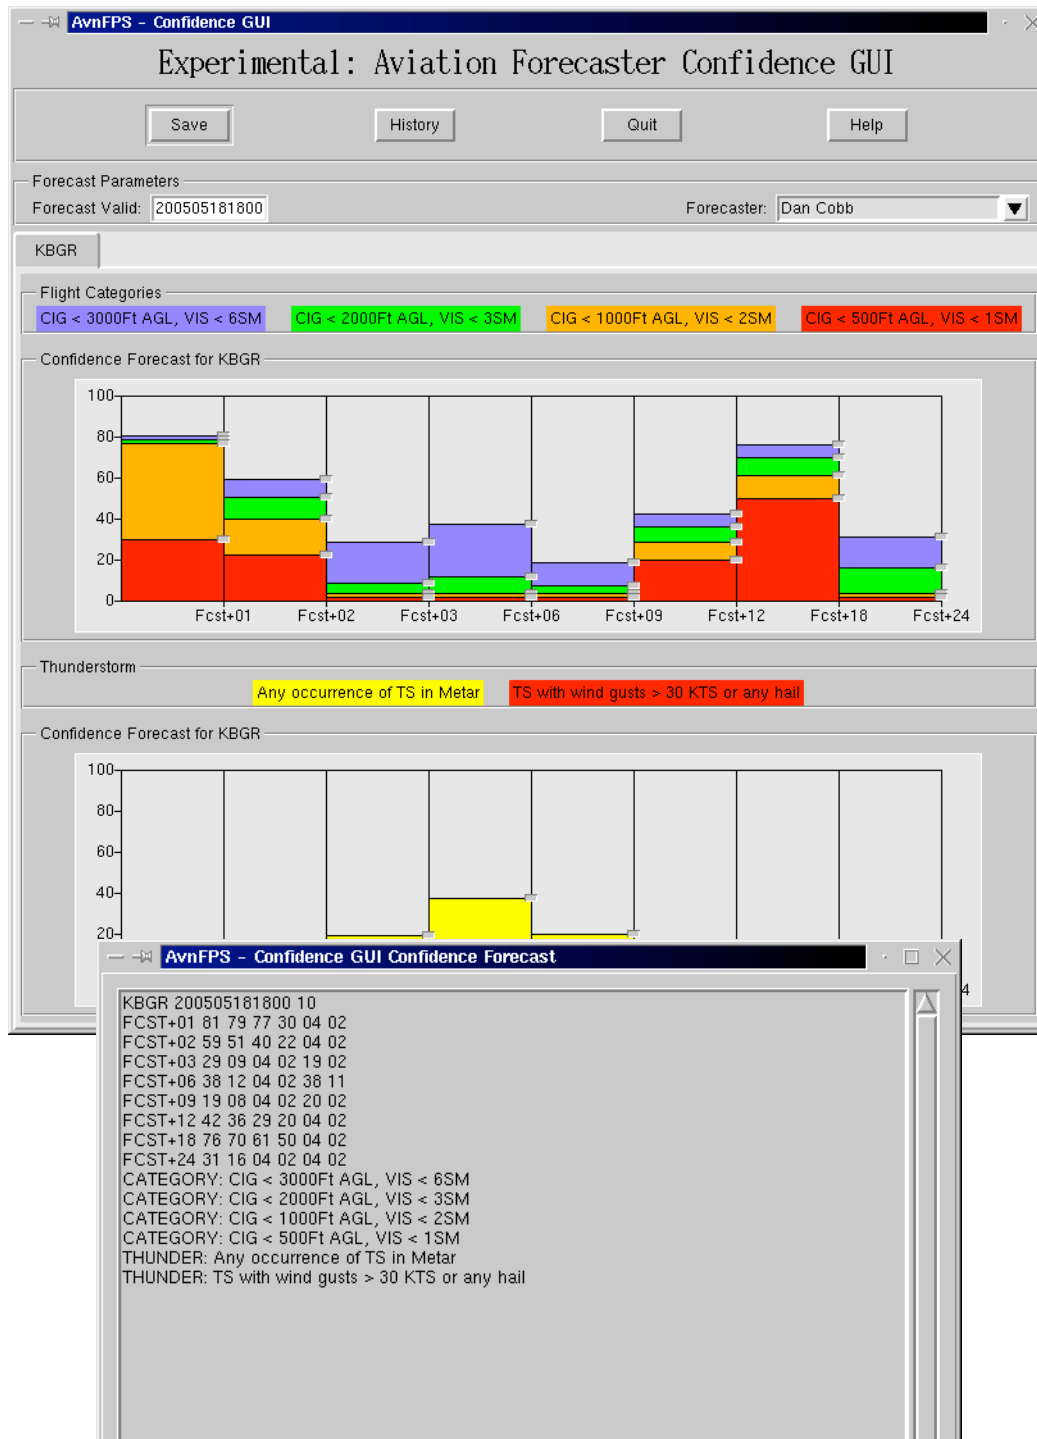 AvnFPS - Confidence GUI
Experimental: Aviation Forecaster Confidence GUI
Save History Quit Help
Forecast Parameters
Forecast Valid: 200505181800 Forecaster: Dan Cobb
KBGR
Flight Categories
CIG < 3000Ft AGL, VIS < 6SM CIG < 2000Ft AGL, VIS < 3SM CIG < 1000Ft AGL, VIS < 2SM CIG < 500Ft AGL, VIS < 1SM
Confidence Forecast for KBGR
100
80
60
40
20
0
Fcst+01 Fcst+02 Fcst+03 Fcst+06 Fcst+09 Fcst+12 Fcst+18 Fcst+24
Thunderstorm
Any occurrence of TS in Metar TS with wind gusts > 30 KTS or any hail
Confidence Forecast for KBGR
100
80
60
40
20
4
AvnFPS - Confidence GUI Confidence Forecast
KBGR 200505181800 10
FCST+01 81 79 77 30 04 02
FCST+02 59 51 40 22 04 02
FCST+03 29 09 04 02 19 02
FCST+06 38 12 04 02 38 11
FCST+09 19 08 04 02 20 02
FCST+12 42 36 29 20 04 02
FCST+18 76 70 61 50 04 02
FCST+24 31 16 04 02 04 02
CATEGORY: CIG < 3000Ft AGL, VIS < 6SM
CATEGORY: CIG < 2000Ft AGL, VIS < 3SM
CATEGORY: CIG < 1000Ft AGL, VIS < 2SM
CATEGORY: CIG < 500Ft AGL, VIS < 1SM
THUNDER: Any occurrence of TS in Metar
THUNDER: TS with wind gusts > 30 KTS or any hail